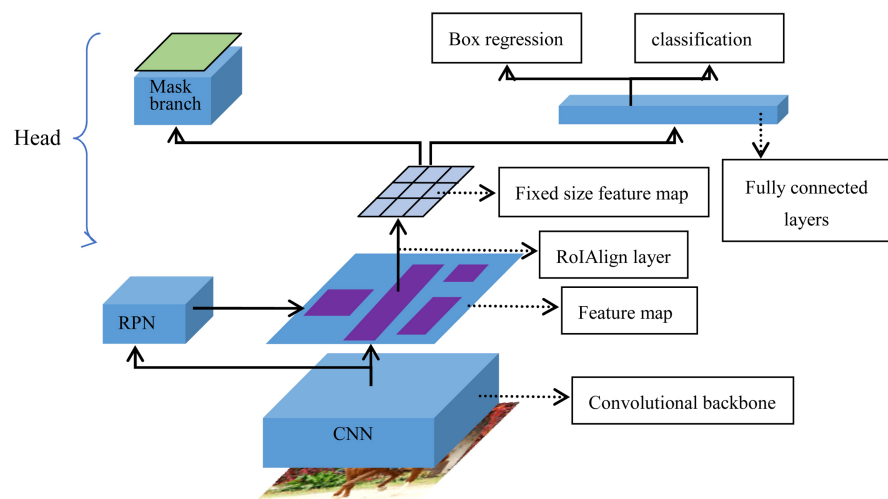 Box regression
classification
Mask
branch
Head
Fixed size feature map
Fully connected
layers
RoIAlign layer
RPN
Feature map
CNN
Convolutional backbone